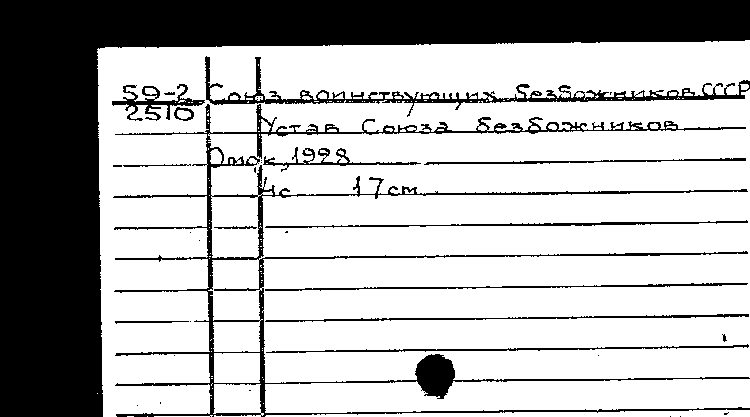 59-2 Союз воинствующих безбожников СССР
2510 Устав Союза безбожников
Омск, 1928
4с 17см